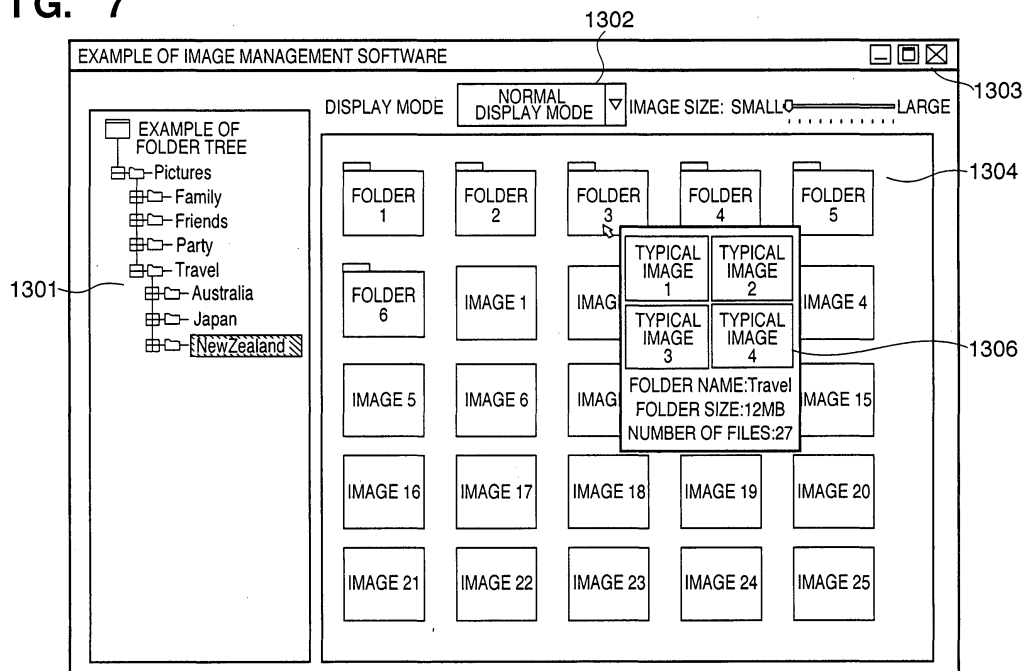 FIG. 7
1302
EXAMPLE OF IMAGE MANAGEMENT SOFTWARE
1303
DISPLAY MODE
NORMAL
DISPLAY MODE
IMAGE SIZE: SMALL
LARGE
EXAMPLE OF
FOLDER TREE
Pictures
Family
Friends
Party
Travel
Australia
Japan
NewZealand
1301
1304
FOLDER
1
FOLDER
2
FOLDER
3
FOLDER
4
FOLDER
5
FOLDER
6
IMAGE 1
IMAG
IMAGE 4
TYPICAL
IMAGE
1
TYPICAL
IMAGE
2
TYPICAL
IMAGE
3
TYPICAL
IMAGE
4
1306
FOLDER NAME:Travel
FOLDER SIZE:12MB
NUMBER OF FILES:27
IMAGE 5
IMAGE 6
IMAG
IMAGE 15
IMAGE 16
IMAGE 17
IMAGE 18
IMAGE 19
IMAGE 20
IMAGE 21
IMAGE 22
IMAGE 23
IMAGE 24
IMAGE 25